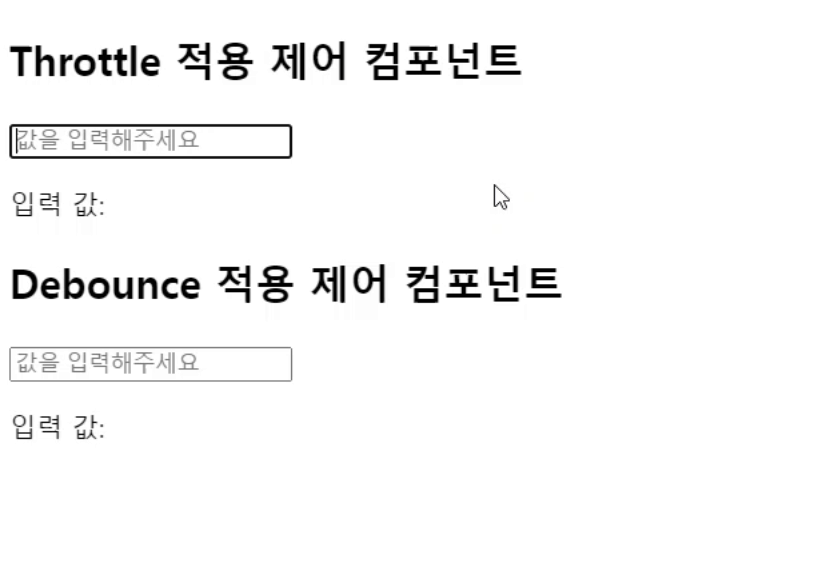 Throttle 적용 제어 컴포넌트
값을 입력해주세요
입력 값:
Debounce 적용 제어 컴포넌트
값을 입력해주세요
입력 값: